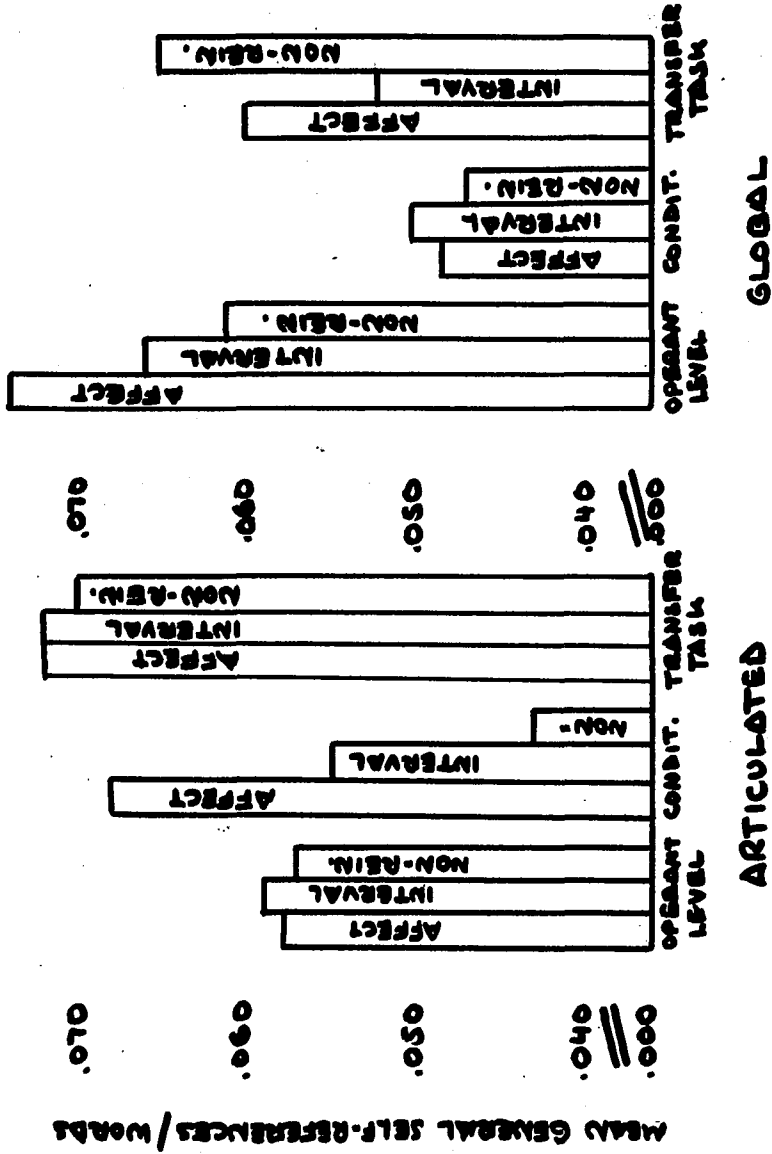 MEAN GENERAL SELF-REFERENCES/WORDS
.070
.060
.050
.040
.000
AFFECT
INTERVAL
NON-REIN.
AFFECT
INTERVAL
NON"
AFFECT
INTERVAL
NON-REIN.
OPERANT
LEVEL
CONDIT.
TRANSFER
TASK
ARTICULATED
.070
.060
.050
.040
.000
AFFECT
INTERVAL
NON-REIN.
AFFECT
INTERVAL
NON-REIN.
AFFECT
INTERVAL
NON-REIN.
OPERANT
LEVEL
CONDIT.
TRANSFER
TASK
GLOBAL